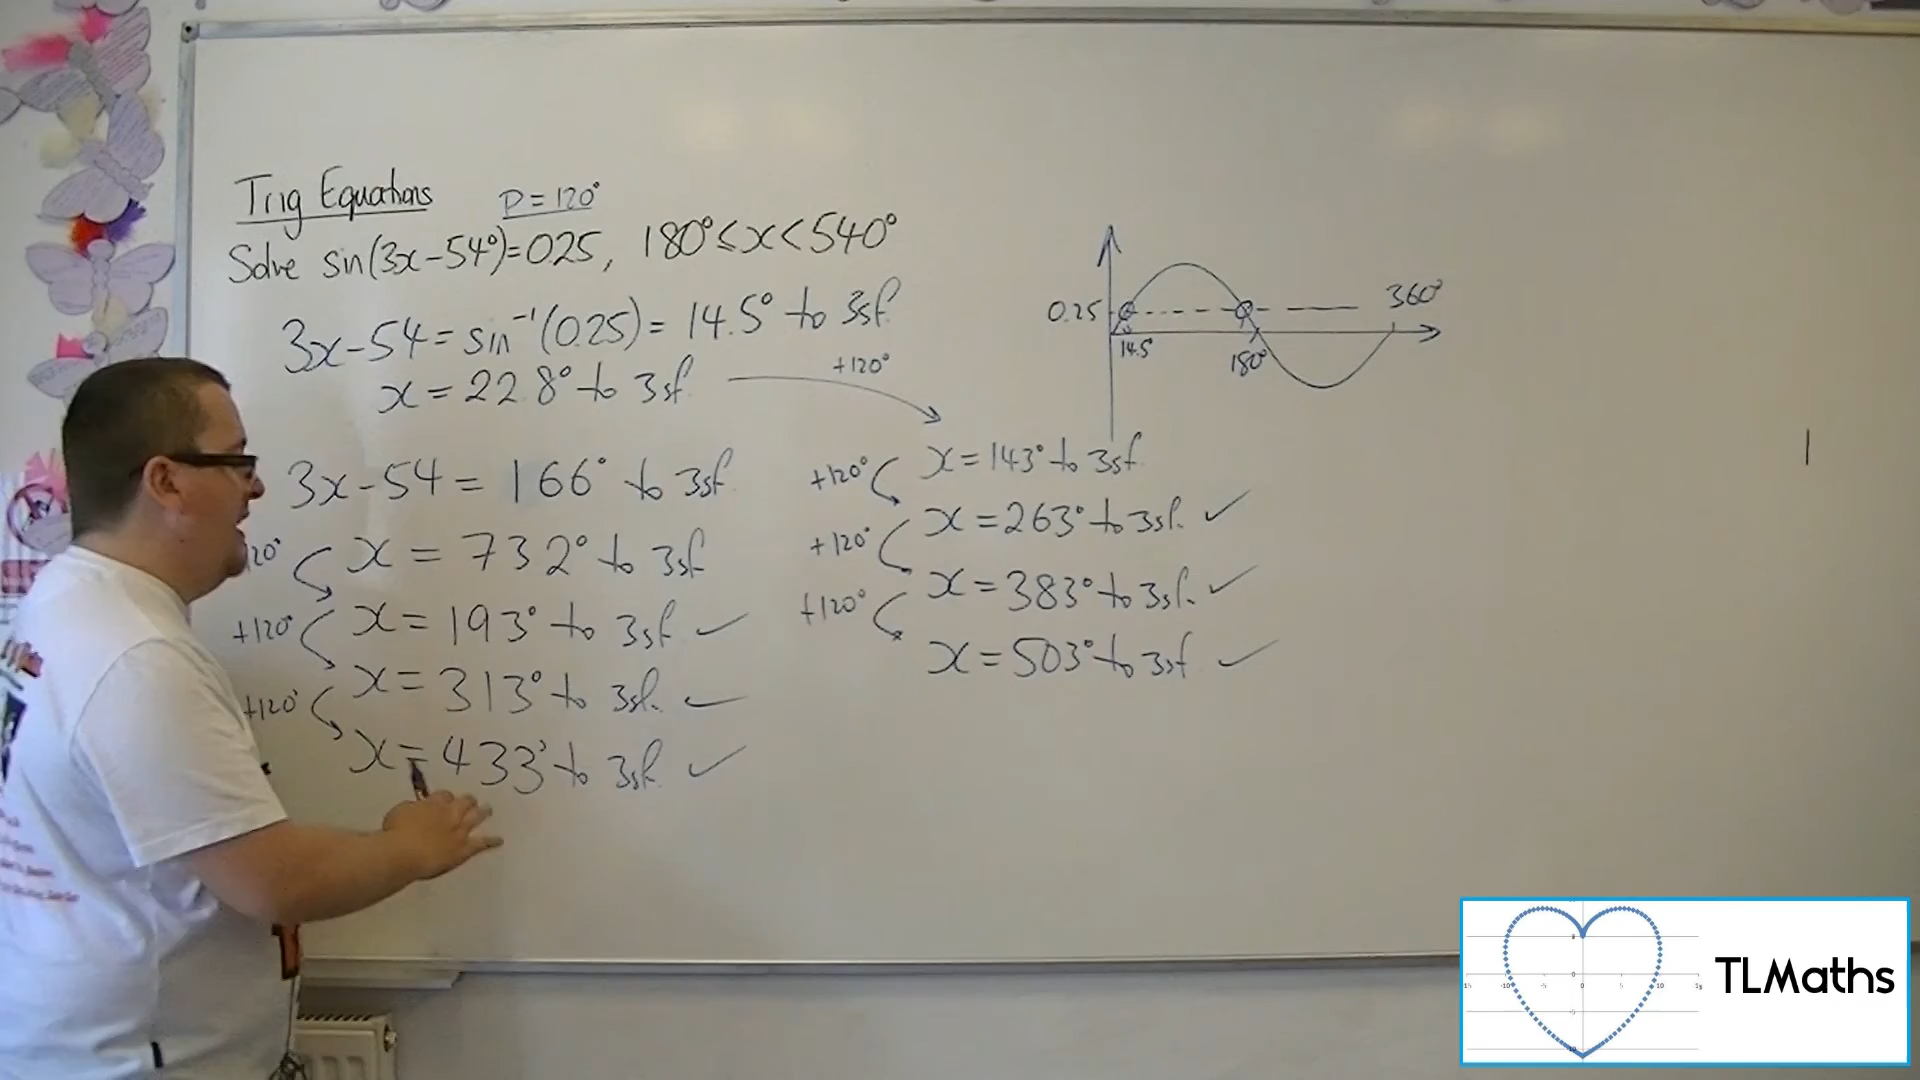 Trig Equations P = 120°
Solve sin(3x-54°)=0.25, 180°≤x<540°
3x-54 = sin⁻¹(0.25) = 14.5° to 3sf
x = 22.8° to 3sf
+120°
3x-54 = 166° to 3sf
x = 73.2° to 3sf
20°
x = 193° to 3sf ✓
+120°
x = 313° to 3sf. ✓
+120°
x = 433° to 3sf. ✓
x = 143° to 3sf
+120°
x = 263° to 3sf. ✓
+120°
x = 383° to 3sf. ✓
+120°
x = 503° to 3sf ✓
0.25
14.5°
180°
360°
TLMaths